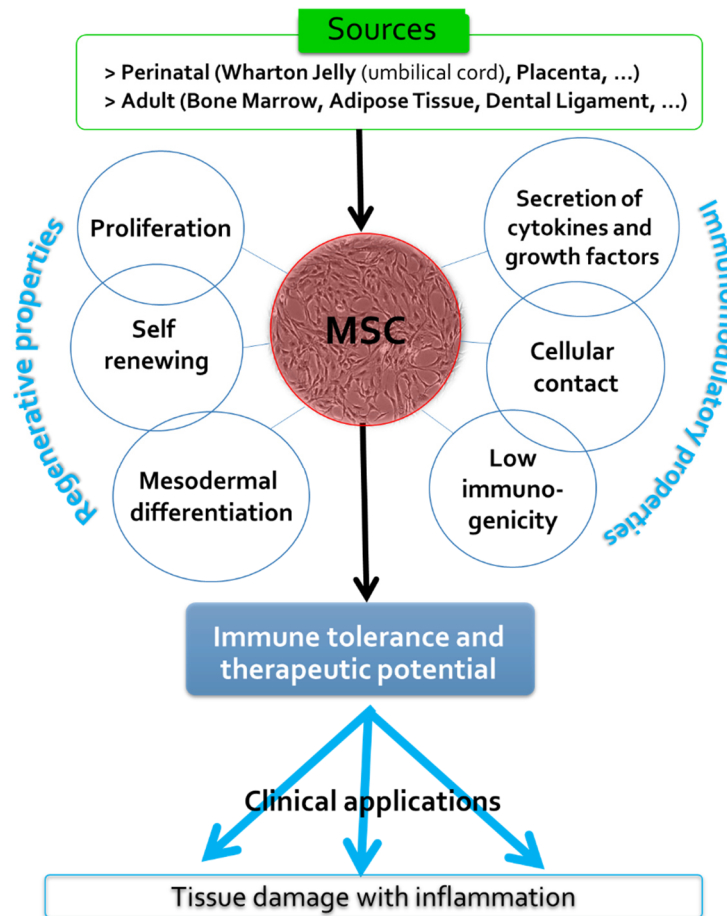 Sources
> Perinatal (Wharton Jelly (umbilical cord), Placenta, ...)
> Adult (Bone Marrow, Adipose Tissue, Dental Ligament, ...)
Regenerative properties
Proliferation
Self
renewing
Mesodermal
differentiation
MSC
Secretion of
cytokines and
growth factors
Cellular
contact
Low
immuno-
genicity
Immunomodulatory properties
Immune tolerance and
therapeutic potential
Clinical applications
Tissue damage with inflammation